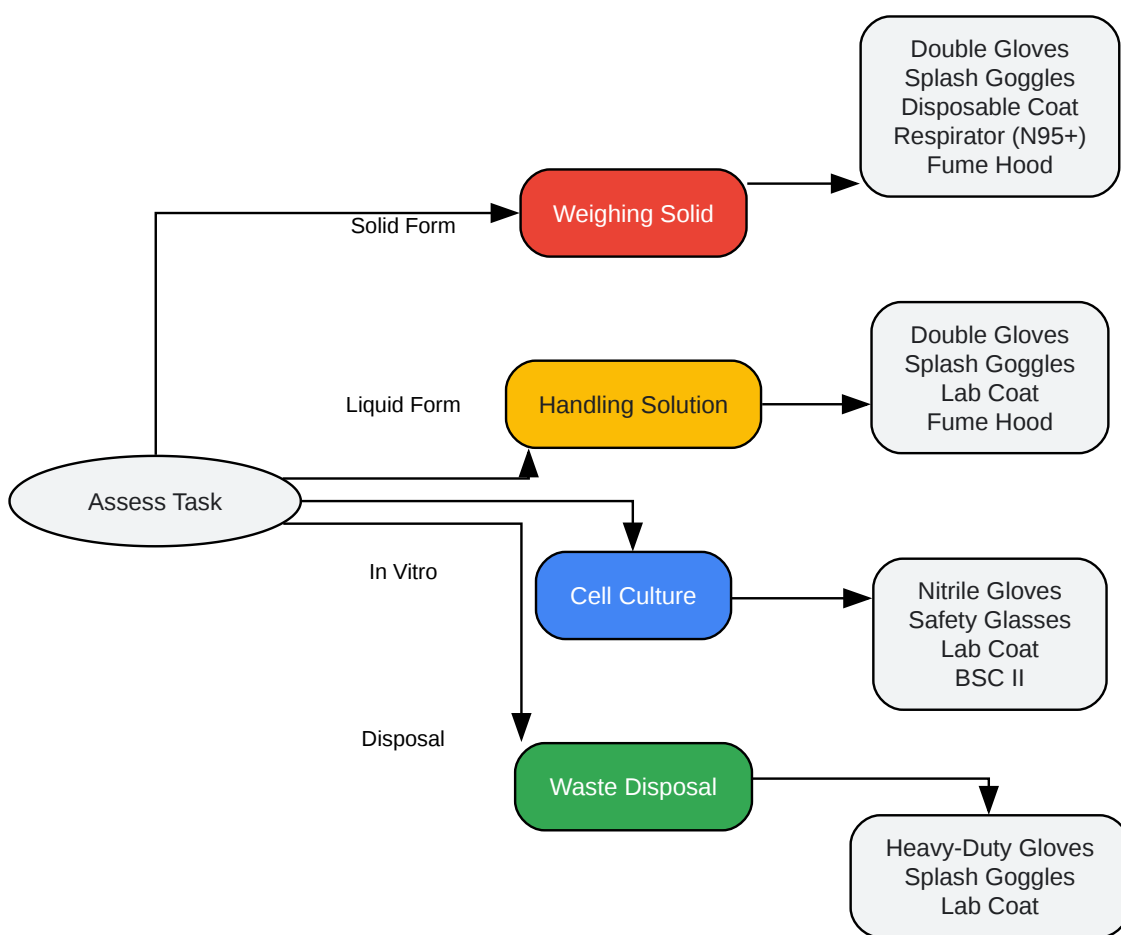 Double Gloves
Splash Goggles
Disposable Coat
Respirator (N95+)
Fume Hood
Weighing Solid
Solid Form
Double Gloves
Splash Goggles
Lab Coat
Fume Hood
Liquid Form
Handling Solution
Assess Task
In Vitro
Cell Culture
Nitrile Gloves
Safety Glasses
Lab Coat
BSC II
Disposal
Waste Disposal
Heavy-Duty Gloves
Splash Goggles
Lab Coat